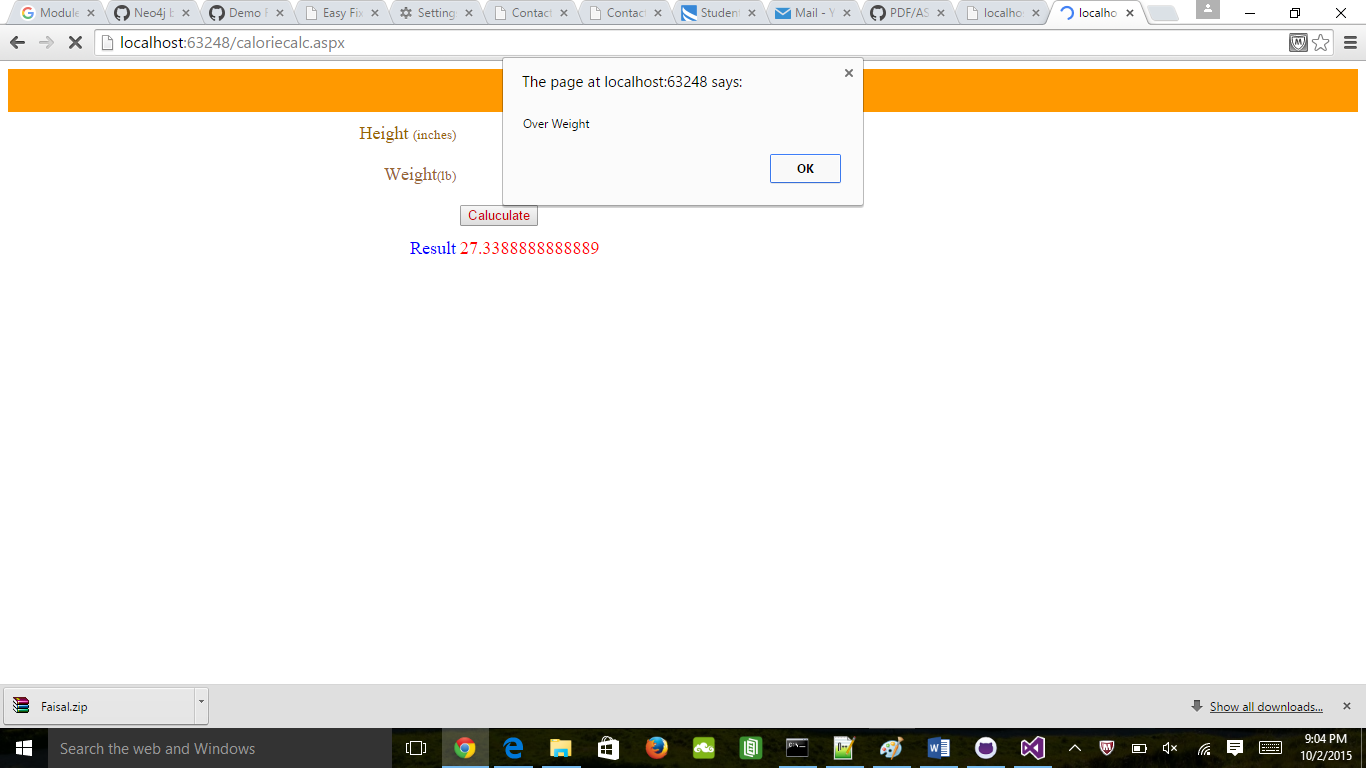 Module
Neo4j b
Demo F
Easy Fix
Setting
Contact
Contac
Student
Mail - Y
PDF/AS
localho
localho
localhost:63248/caloriecalc.aspx
The page at localhost:63248 says:
Over Weight
OK
Height (inches)
Weight(lb)
Caluculate
Result 27.3388888888889
Faisal.zip
Show all downloads...
Search the web and Windows
9:04 PM
10/2/2015